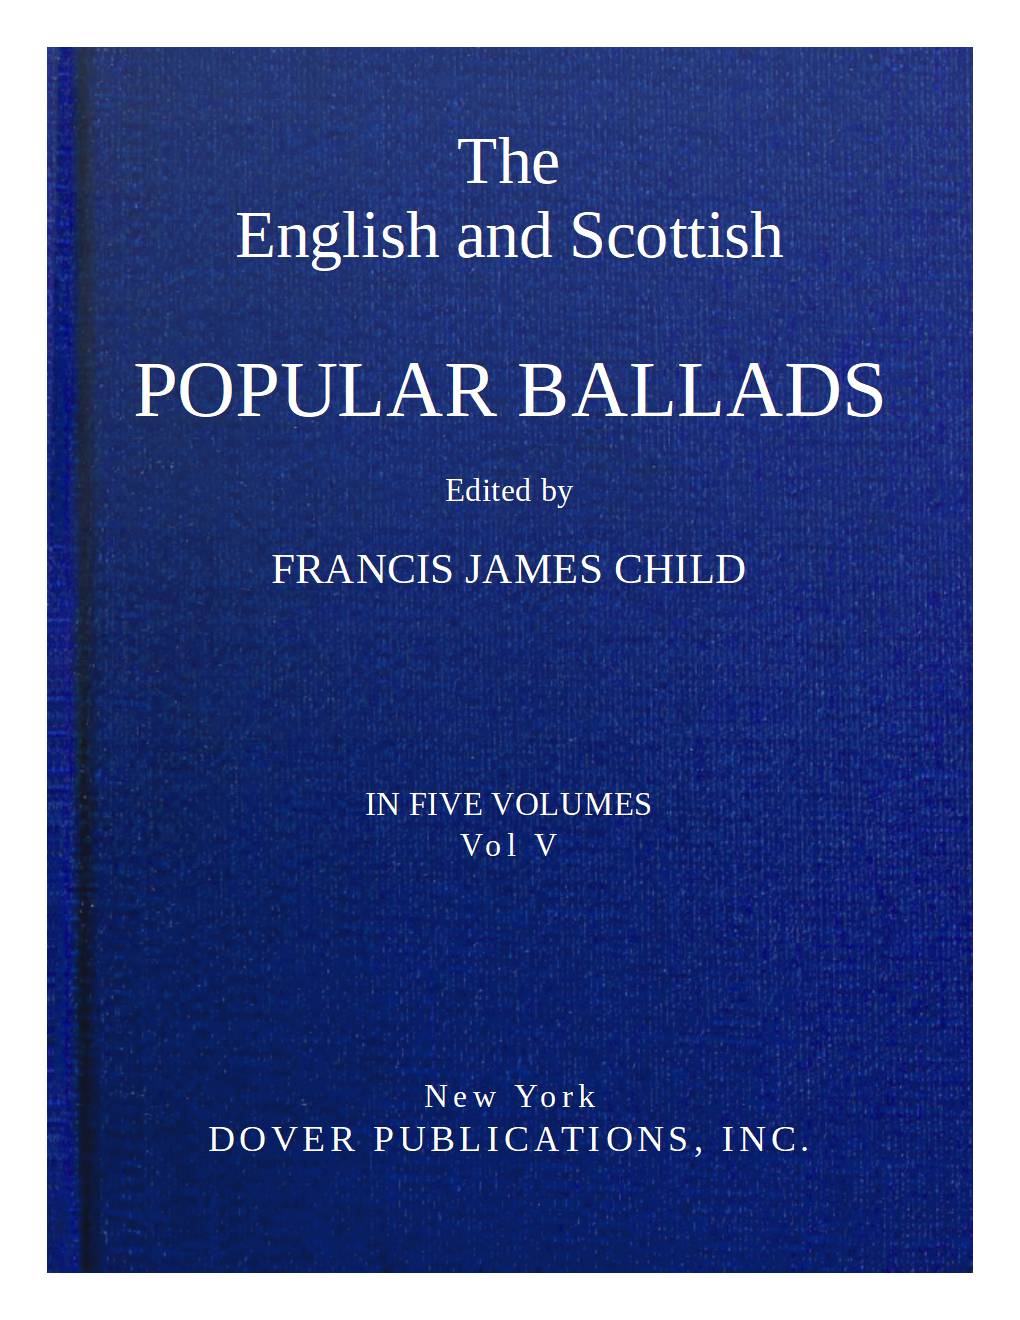 The
English and Scottish
POPULAR BALLADS
Edited by
FRANCIS JAMES CHILD
IN FIVE VOLUMES
Vol V
New York
DOVER PUBLICATIONS, INC.